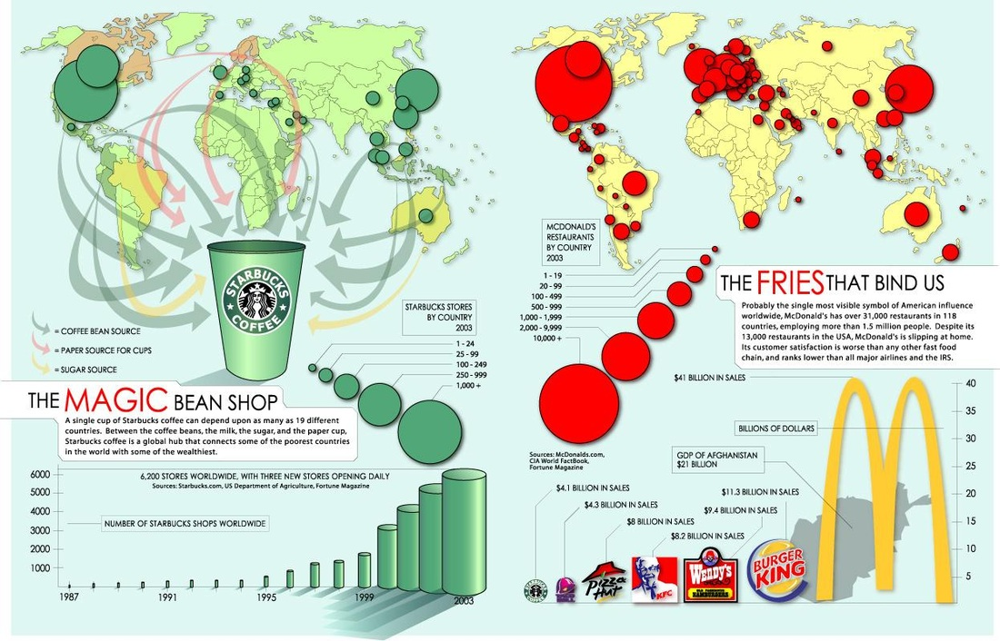 STARBUCKS
COFFEE
STARBUCKS STORES
BY COUNTRY
2003
1 - 24
25 - 99
100 - 249
250 - 999
1,000 +
= COFFEE BEAN SOURCE
= PAPER SOURCE FOR CUPS
= SUGAR SOURCE
THE MAGIC BEAN SHOP
A single cup of Starbucks coffee can depend upon as many as 19 different
countries. Between the coffee beans, the milk, the sugar, and the paper cup,
Starbucks coffee is a global hub that connects some of the poorest countries
in the world with some of the wealthiest.
6,200 STORES WORLDWIDE, WITH THREE NEW STORES OPENING DAILY
Sources: Starbucks.com, US Department of Agriculture, Fortune Magazine
NUMBER OF STARBUCKS SHOPS WORLDWIDE
6000
5000
4000
3000
2000
1000
1987
1991
1995
1999
2003
MCDONALD'S
RESTAURANTS
BY COUNTRY
2003
1 - 19
20 - 99
100 - 499
500 - 999
1,000 - 1,999
2,000 - 9,999
10,000 +
THE FRIES THAT BIND US
Probably the single most visible symbol of American influence
worldwide, McDonald's has over 31,000 restaurants in 118
countries, employing more than 1.5 million people. Despite its
13,000 restaurants in the USA, McDonald's is slipping at home.
Its customer satisfaction is worse than any other fast food
chain, and ranks lower than all major airlines and the IRS.
Sources: McDonalds.com,
CIA World FactBook,
Fortune Magazine
$41 BILLION IN SALES
BILLIONS OF DOLLARS
GDP OF AFGHANISTAN
$21 BILLION
$4.1 BILLION IN SALES
$4.3 BILLION IN SALES
$8 BILLION IN SALES
$8.2 BILLION IN SALES
$9.4 BILLION IN SALES
$11.3 BILLION IN SALES
40
35
30
25
20
15
10
5
Pizza
Hut
KFC
WENDY'S
OLD FASHIONED
HAMBURGERS
BURGER
KING